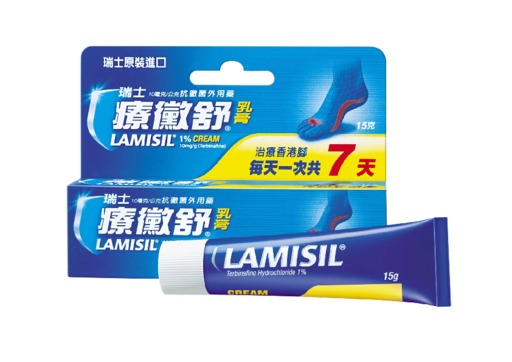 瑞士原裝進口
瑞士 10毫克/公克抗黴菌外用藥
療黴舒® 乳膏
LAMISIL® 1% CREAM
10mg/g (Terbinafine)
15克
治療香港腳
每天一次共 7 天
瑞士 10毫克/公克抗黴菌外用藥
療黴舒® 乳膏
LAMISIL
LAMISIL®
Terbinafine Hydrochloride 1%
15g
CREAM